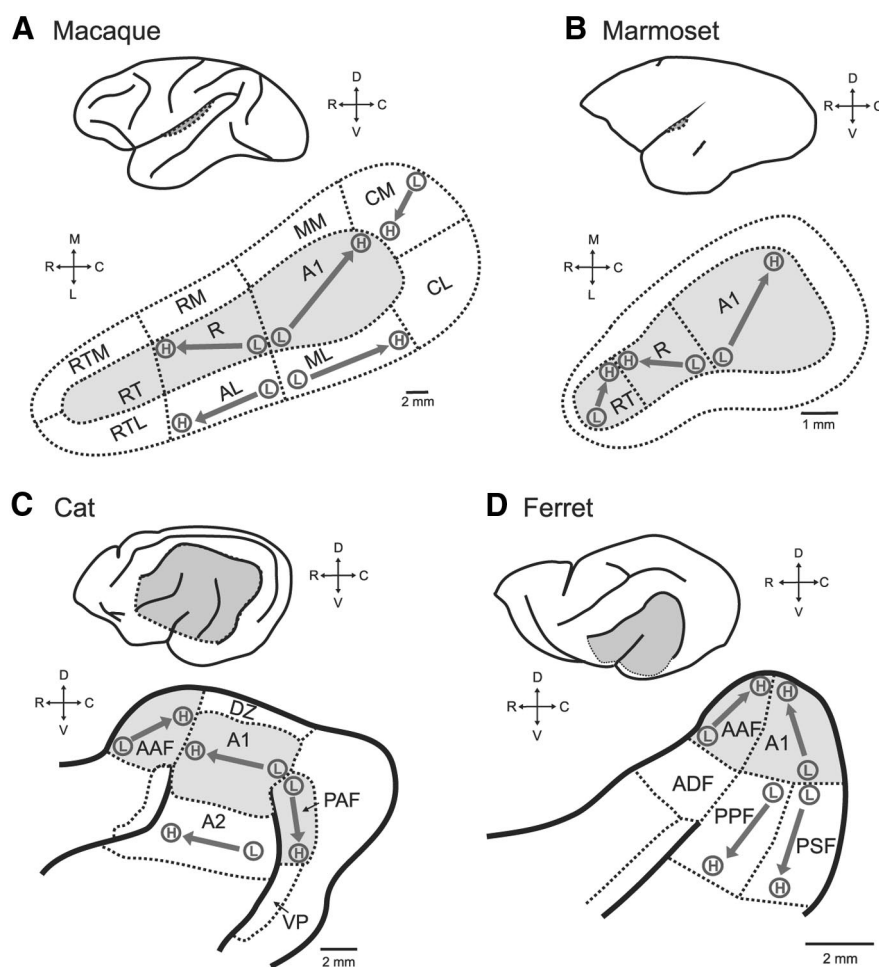 A Macaque
D
R C
V
M
R C
L
CM
L
H
MM
H
A1
CL
RM
R
H L L
RTM
RT
ML
H
L
AL
L
H
RTL
2 mm
B Marmoset
D
R C
V
M
R C
L
H
A1
H H
R
L L
RT
L
1 mm
C Cat
D
R C
V
D
R C
V
DZ
H
L AAF
H A1
L
L
PAF
A2
H L H
VP
2 mm
D Ferret
D
R C
V
D
R C
V
H H
AAF
L A1
L
ADF
L L
PPF
PSF
H
H
2 mm